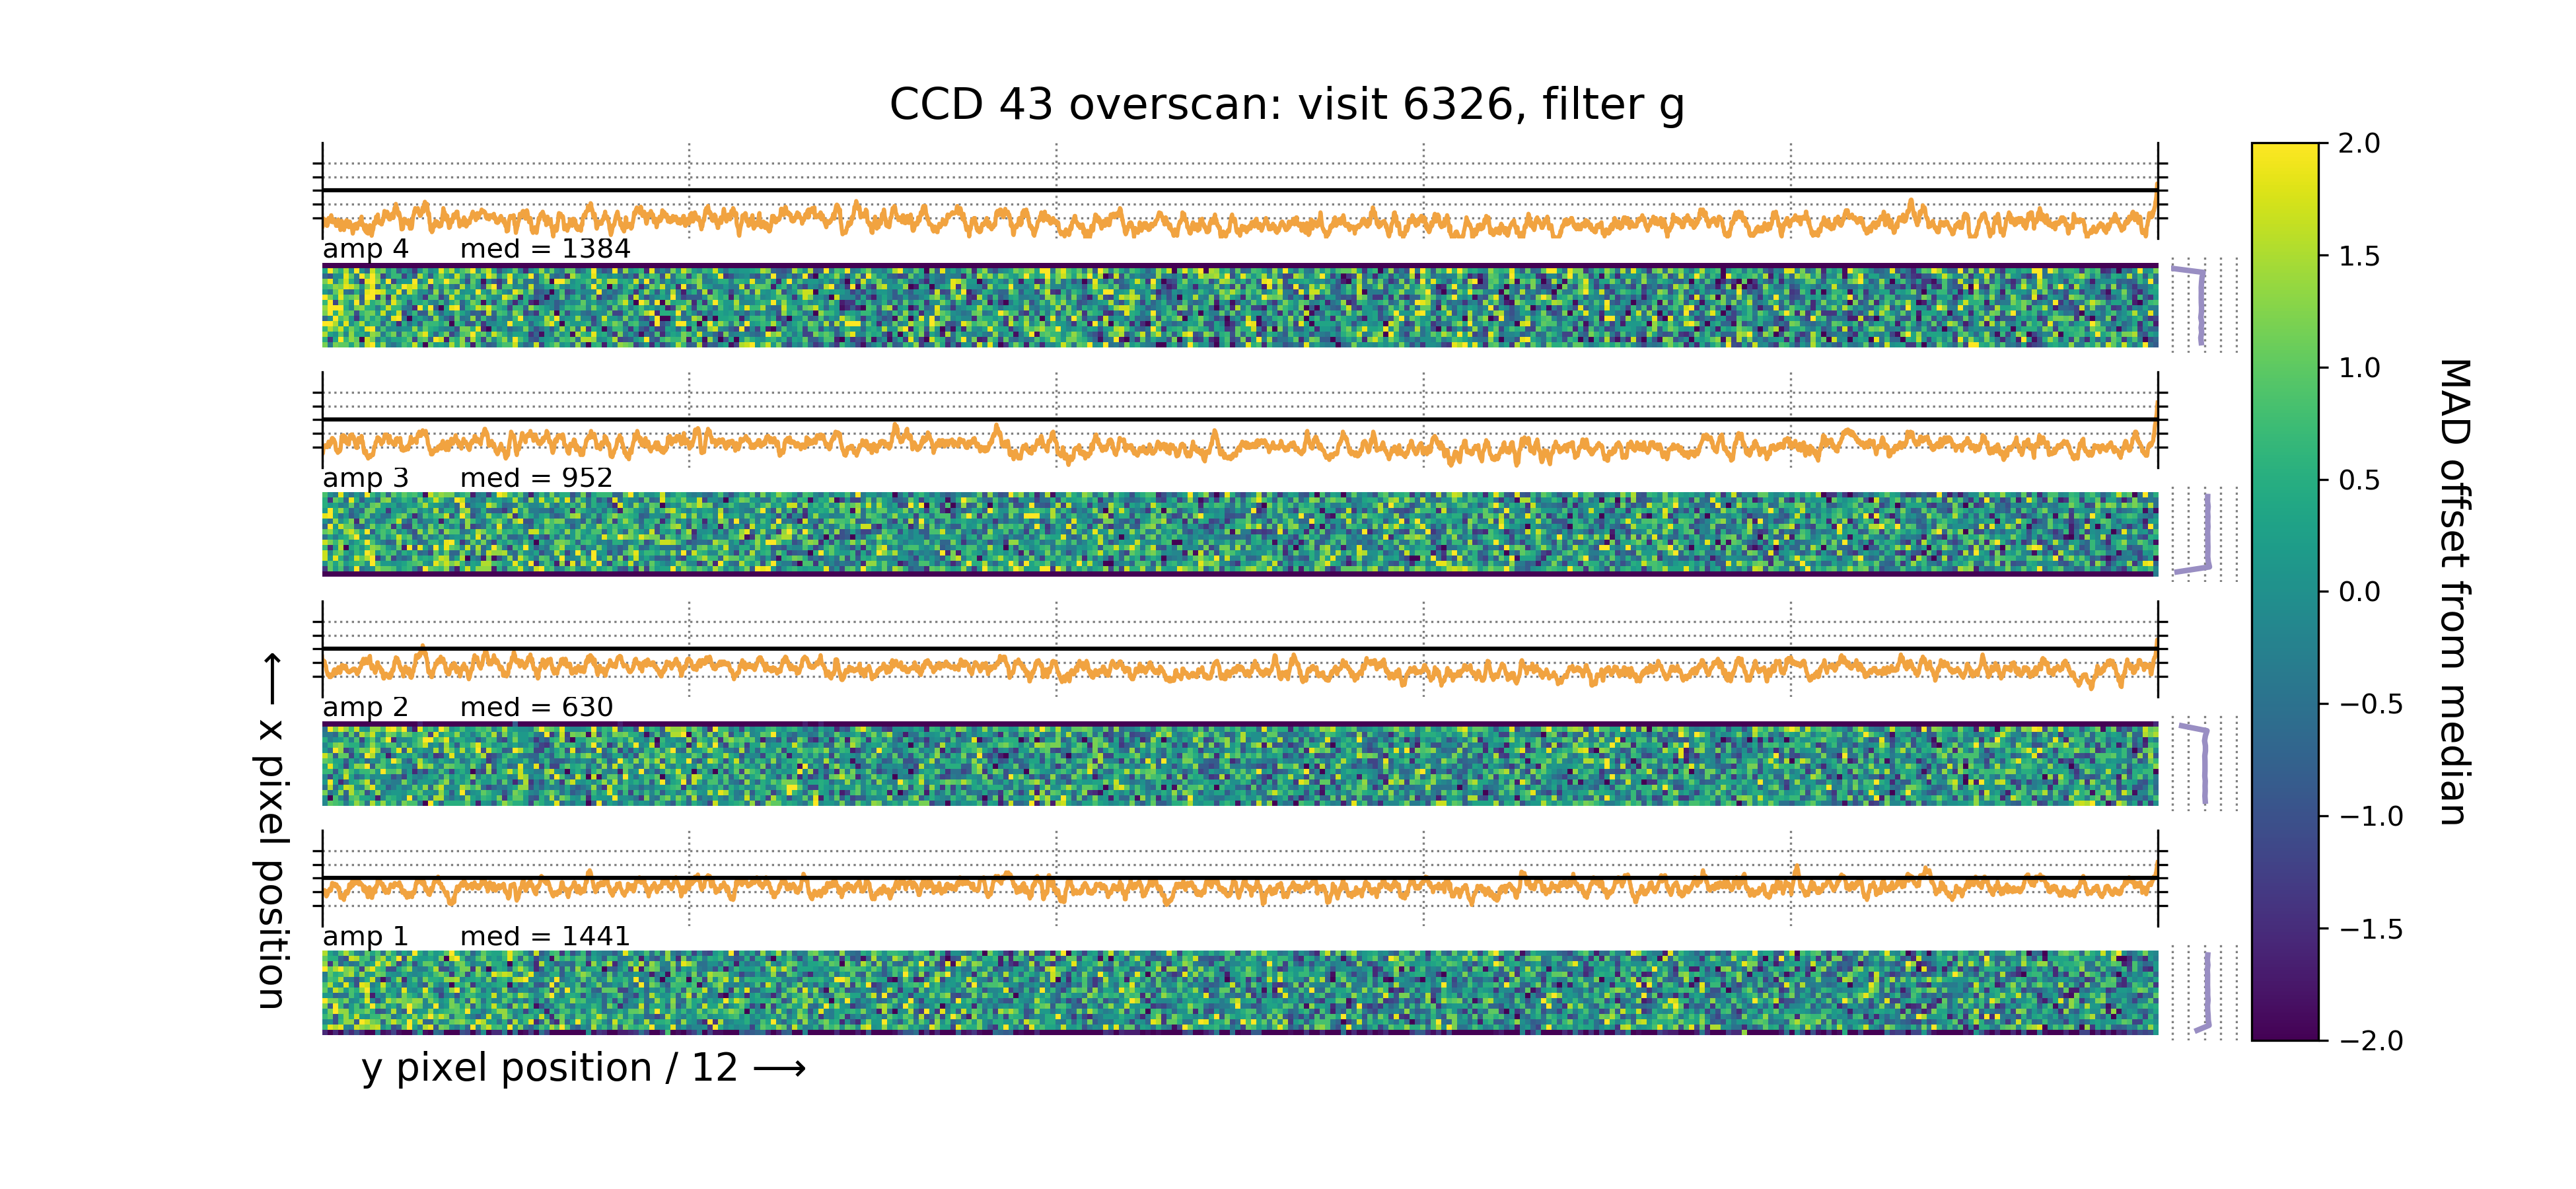 CCD 43 overscan: visit 6326, filter g
amp 4 med = 1384
amp 3 med = 952
amp 2 med = 630
amp 1 med = 1441
x pixel position ⟶
y pixel position / 12 ⟶
2.0
1.5
1.0
0.5
0.0
−0.5
−1.0
−1.5
−2.0
MAD offset from median